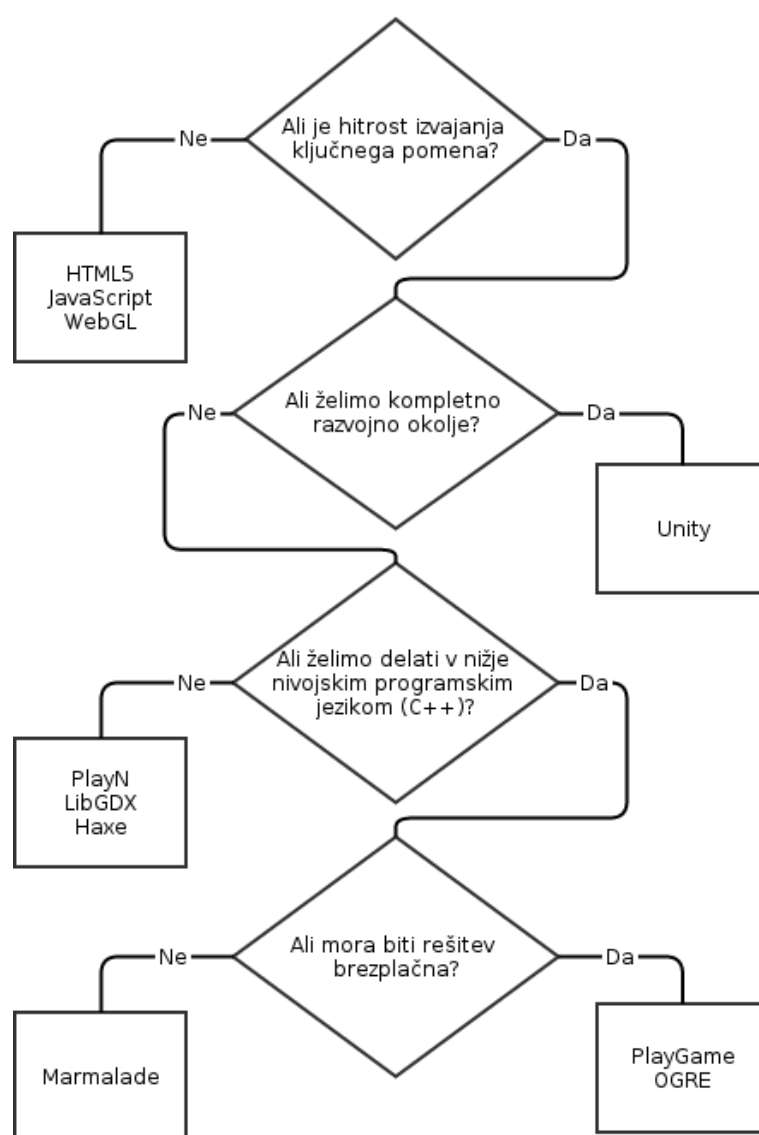 Ali je hitrost izvajanja
ključnega pomena?
Ne
Da
HTML5
JavaScript
WebGL
Ali želimo kompletno
razvojno okolje?
Ne
Da
Unity
Ali želimo delati v nižje
nivojskim programskim
jezikom (C++)?
Ne
Da
PlayN
LibGDX
Haxe
Ali mora biti rešitev
brezplačna?
Ne
Da
Marmalade
PlayGame
OGRE